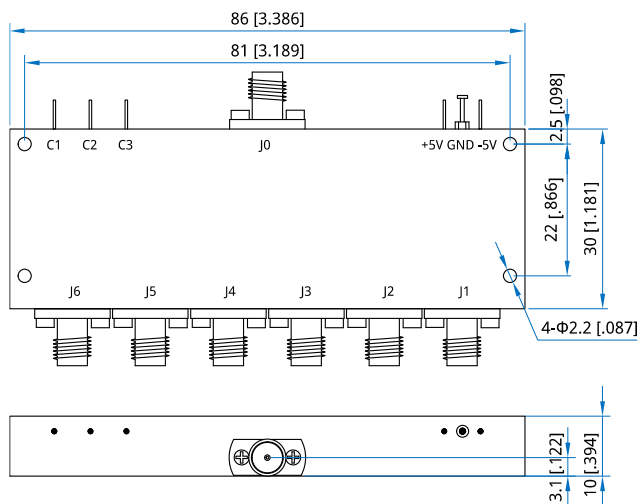 86 [3.386]
81 [3.189]
2.5 [.098]
C1 C2 C3 J0 +5V GND -5V
22 [.866]
30 [1.181]
J6 J5 J4 J3 J2 J1
4-Φ2.2 [.087]
3.1 [.122]
10 [.394]